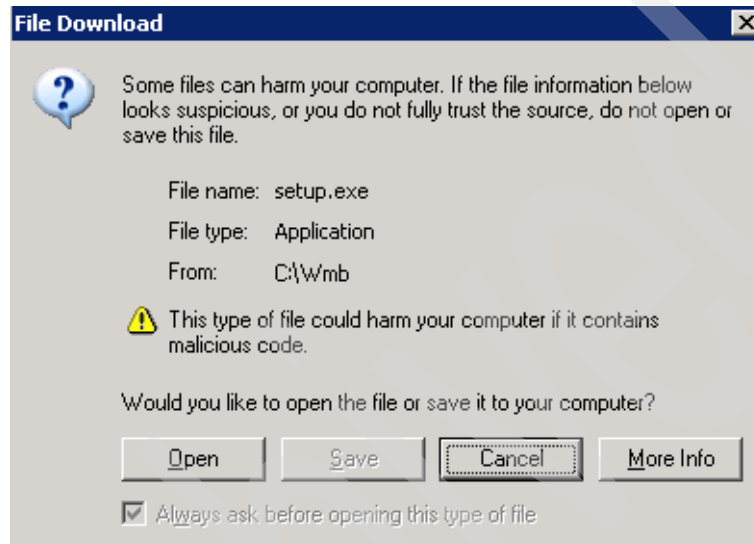 File Download
Some files can harm your computer. If the file information below
looks suspicious, or you do not fully trust the source, do not open or
save this file.
File name: setup.exe
File type: Application
From: C:\Wmb
This type of file could harm your computer if it contains
malicious code.
Would you like to open the file or save it to your computer?
Open Save Cancel More Info
Always ask before opening this type of file